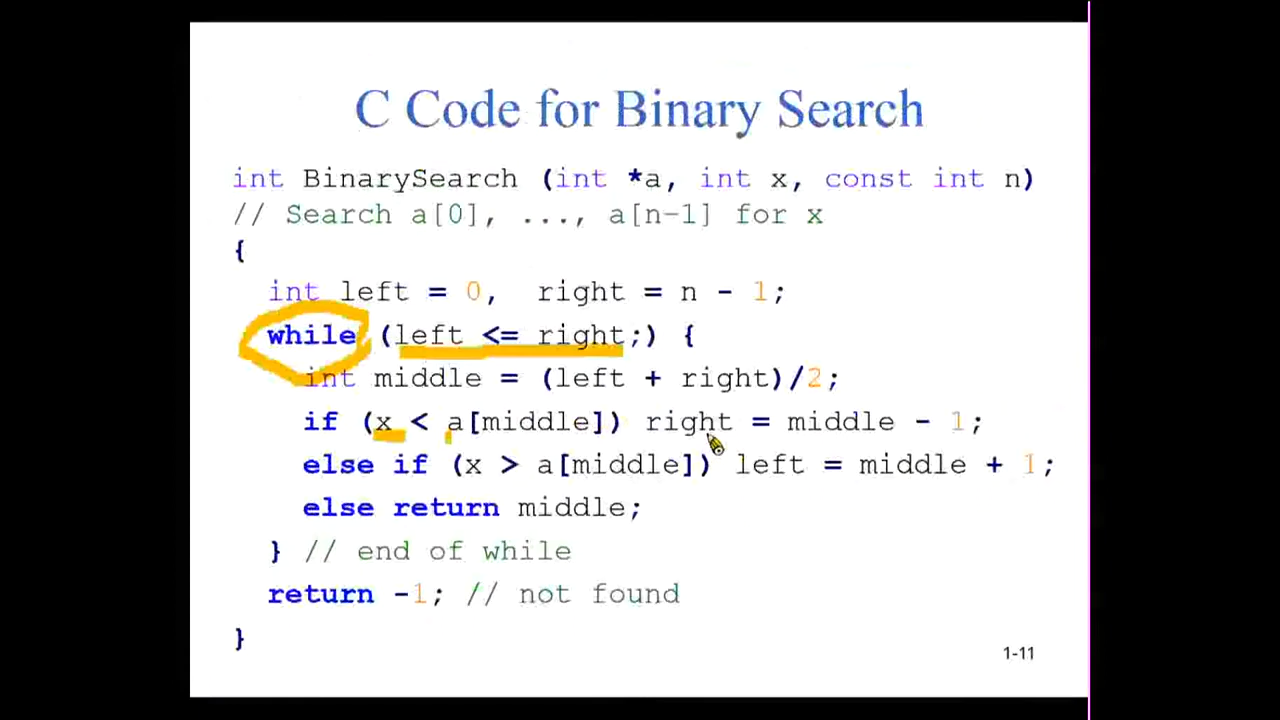 C Code for Binary Search
int BinarySearch (int *a, int x, const int n)
// Search a[0], ..., a[n-1] for x
{
int left = 0, right = n - 1;
while (left <= right;) {
int middle = (left + right)/2;
if (x < a[middle]) right = middle - 1;
else if (x > a[middle]) left = middle + 1;
else return middle;
} // end of while
return -1; // not found
}
1-11